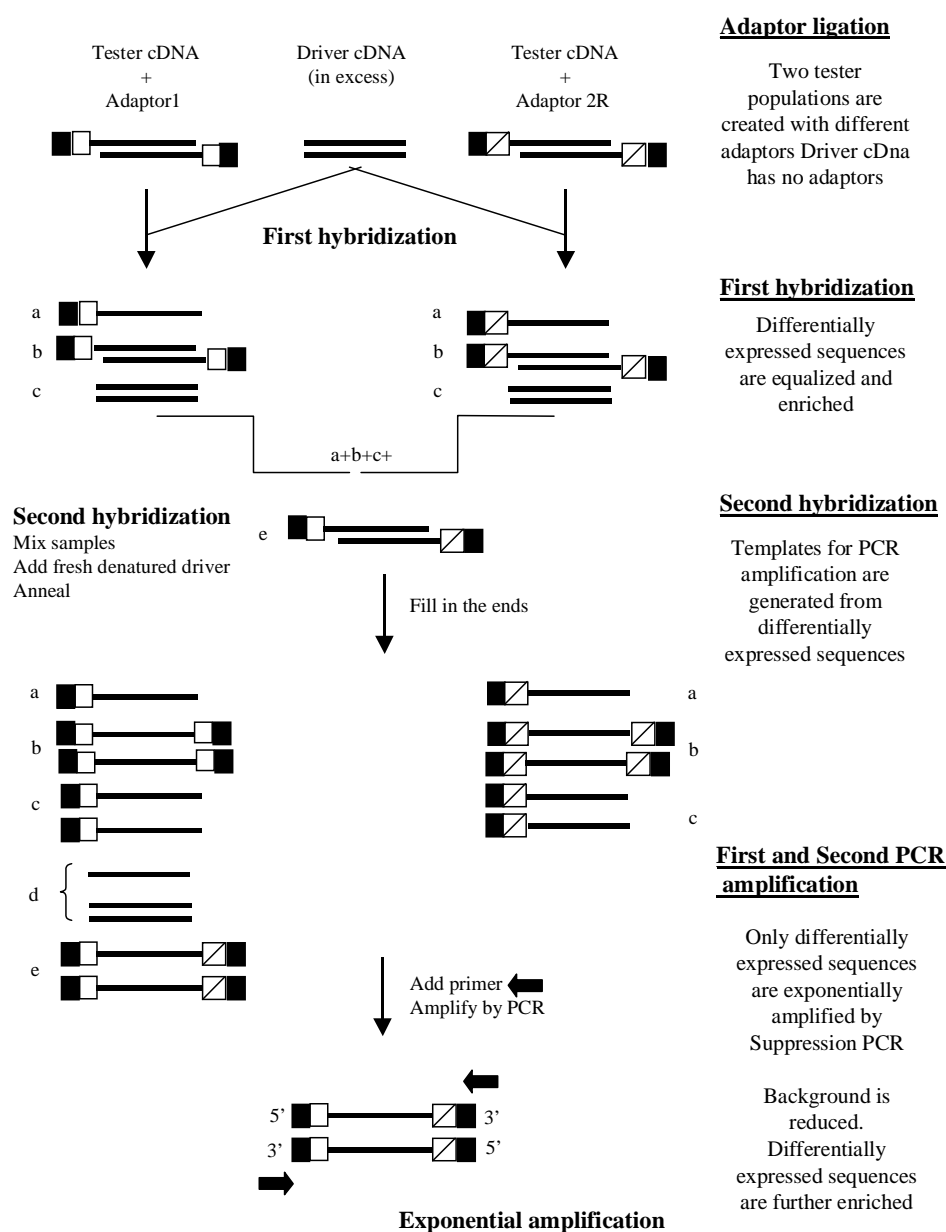 Adaptor ligation
Tester cDNA
+
Adaptor1
Driver cDNA
(in excess)
Tester cDNA
+
Adaptor 2R
Two tester
populations are
created with different
adaptors Driver cDna
has no adaptors
First hybridization
First hybridization
Differentially
expressed sequences
are equalized and
enriched
a
b
c
a
b
c
a+b+c+
Second hybridization
Mix samples
Add fresh denatured driver
Anneal
e
Fill in the ends
Second hybridization
Templates for PCR
amplification are
generated from
differentially
expressed sequences
a
b
c
d
e
a
b
c
Add primer
Amplify by PCR
First and Second PCR
amplification
Only differentially
expressed sequences
are exponentially
amplified by
Suppression PCR
Background is
reduced.
Differentially
expressed sequences
are further enriched
5’ 3’
3’ 5’
Exponential amplification